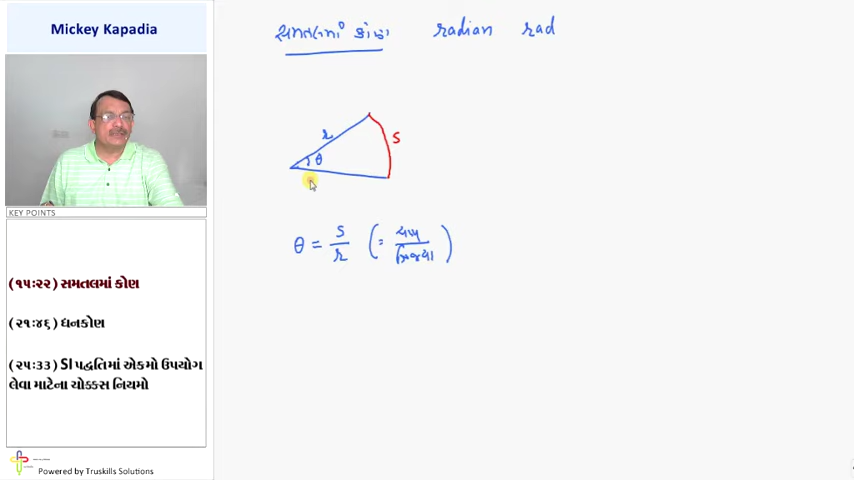 Mickey Kapadia
સમતલમાં કોણ radian rad
r
θ
s
θ = s / r ( = ચાપ / ત્રિજ્યા )
KEY POINTS
(૧૫:૨૨) સમતલમાં કોણ
(૨૧:૪૬) ઘનકોણ
(૨૫:૩૩) SI પદ્ધતિમાં એકમો ઉપયોગ
લેવા માટેના ચોક્કસ નિયમો
Powered by Truskills Solutions